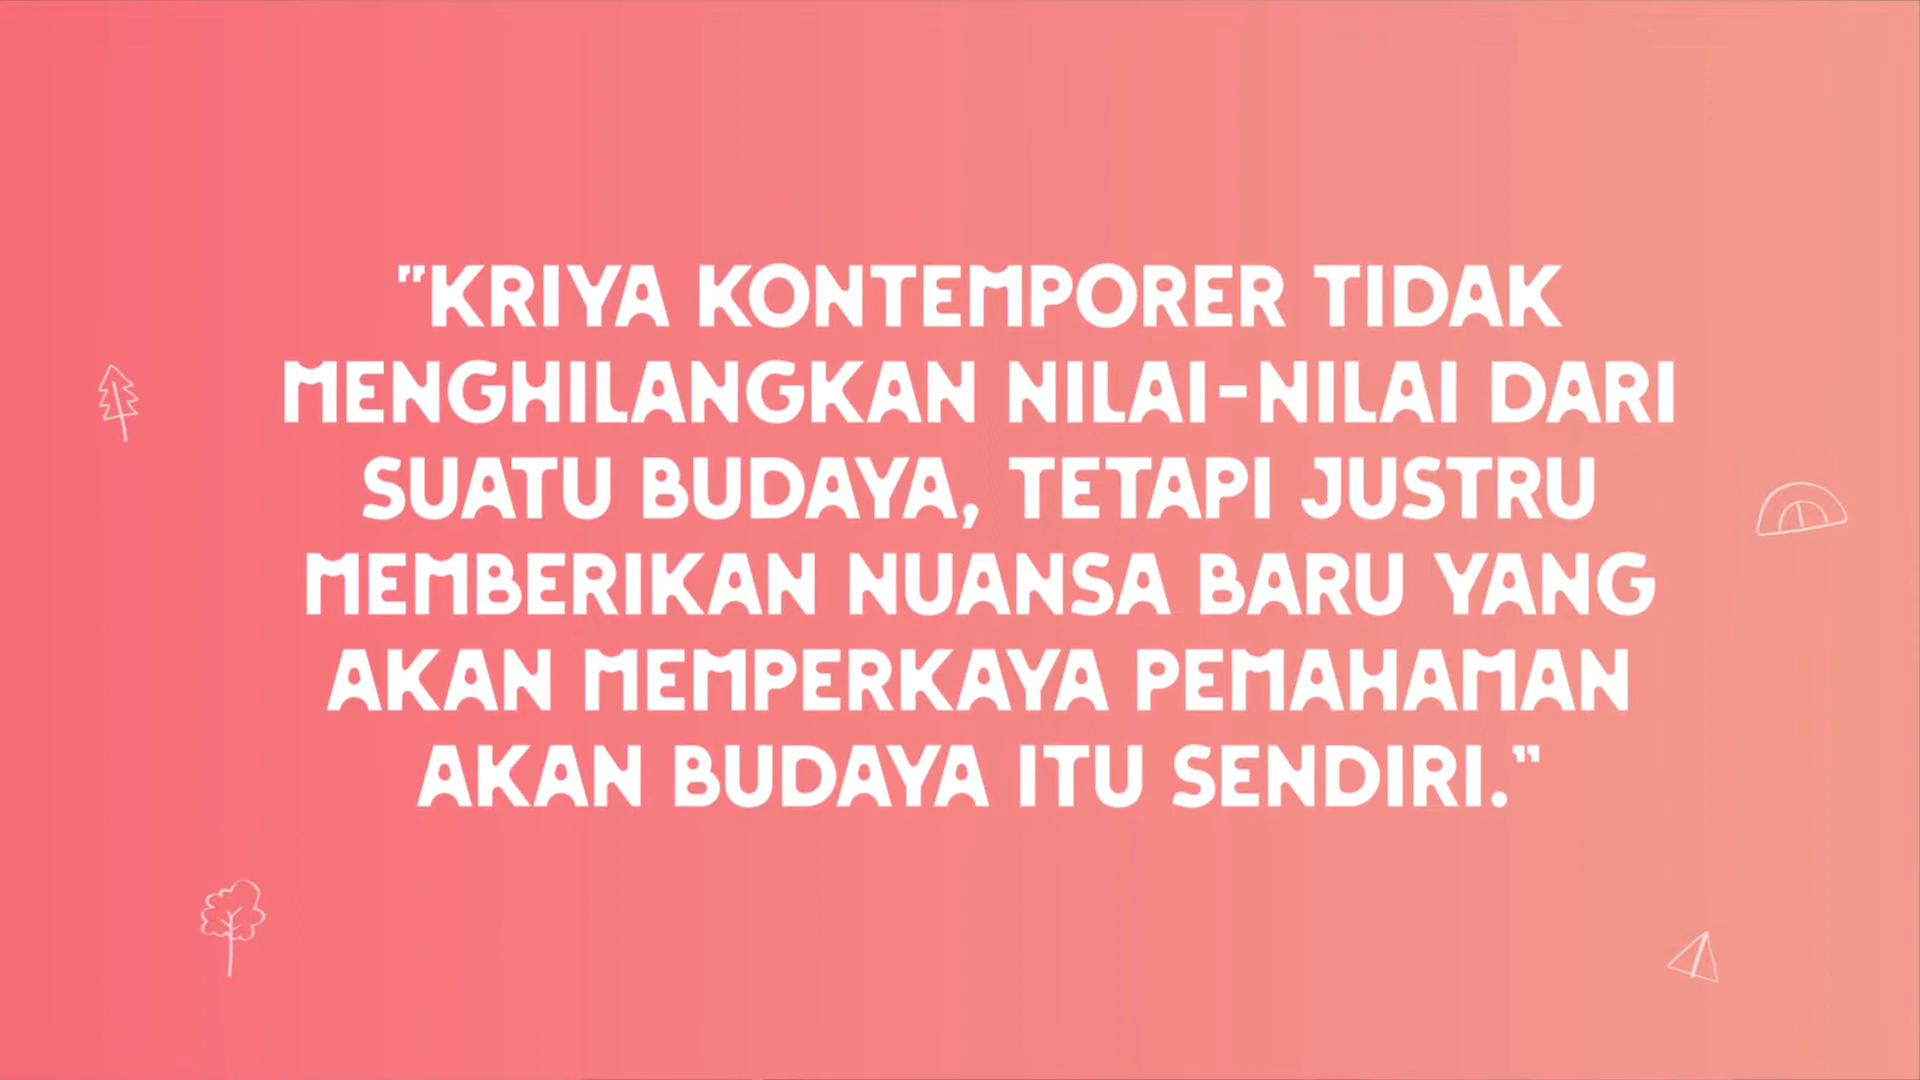 "KRIYA KONTEMPORER TIDAK
MENGHILANGKAN NILAI-NILAI DARI
SUATU BUDAYA, TETAPI JUSTRU
MEMBERIKAN NUANSA BARU YANG
AKAN MEMPERKAYA PEMAHAMAN
AKAN BUDAYA ITU SENDIRI."